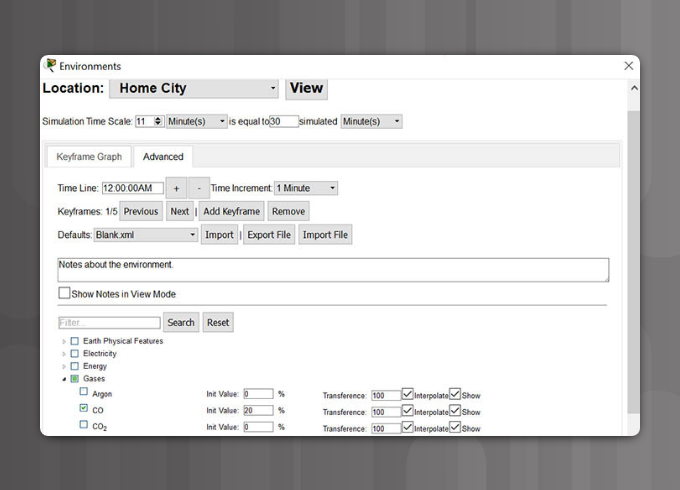 Environments
Location: Home City View
Simulation Time Scale: 11 Minute(s) is equal to 30 simulated Minute(s)
Keyframe Graph Advanced
Time Line: 12:00:00AM + - Time Increment: 1 Minute
Keyframes: 1/5 Previous Next | Add Keyframe Remove
Defaults: Blank.xml Import | Export File Import File
Notes about the environment.
Show Notes in View Mode
Filter... Search Reset
Earth Physical Features
Electricity
Energy
Gases
Argon Init Value: 0 % Transference: 100 Interpolate Show
CO Init Value: 20 % Transference: 100 Interpolate Show
CO₂ Init Value: 0 % Transference: 100 Interpolate Show